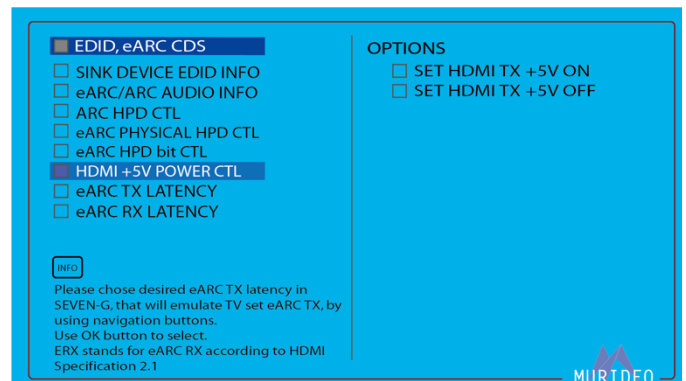 EDID, eARC CDS
SINK DEVICE EDID INFO
eARC/ARC AUDIO INFO
ARC HPD CTL
eARC PHYSICAL HPD CTL
eARC HPD bit CTL
HDMI +5V POWER CTL
eARC TX LATENCY
eARC RX LATENCY
INFO
Please chose desired eARC TX latency in
SEVEN-G, that will emulate TV set eARC TX, by
using navigation buttons.
Use OK button to select.
ERX stands for eARC RX according to HDMI
Specification 2.1
OPTIONS
SET HDMI TX +5V ON
SET HDMI TX +5V OFF
MURIDEO